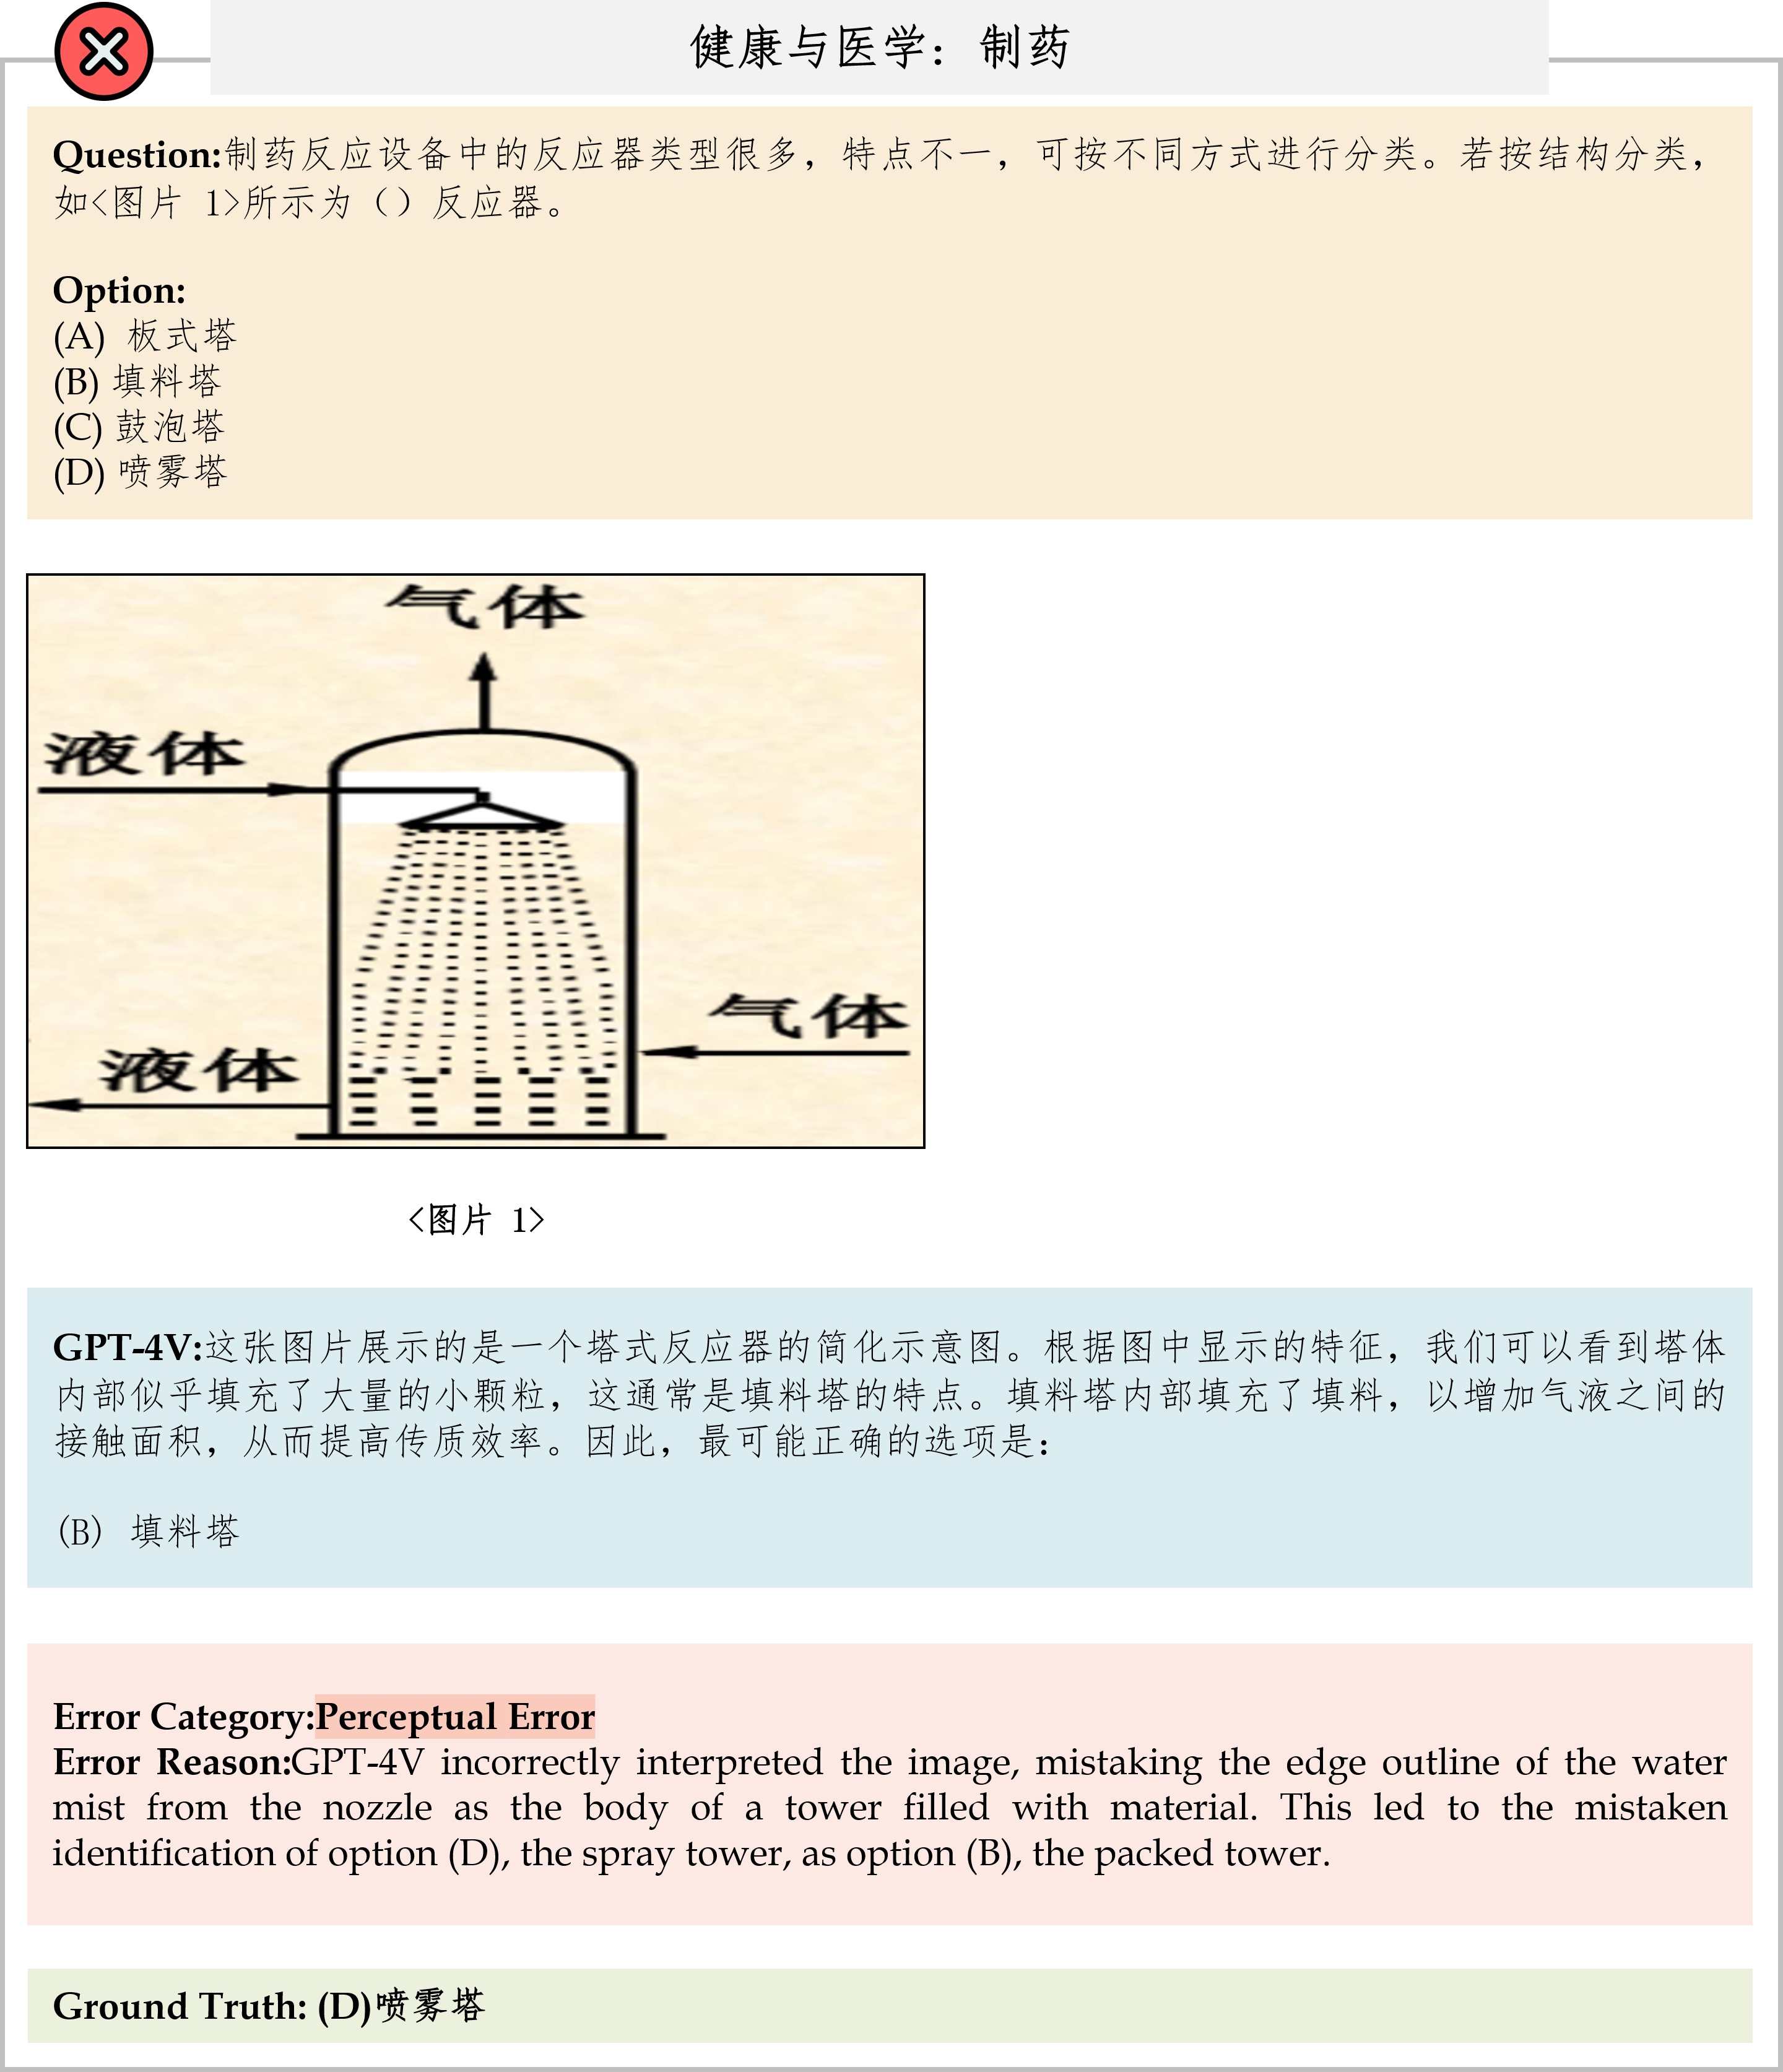 健康与医学：制药
Question:制药反应设备中的反应器类型很多，特点不一，可按不同方式进行分类。若按结构分类，
如<图片 1>所示为（）反应器。
Option:
(A) 板式塔
(B) 填料塔
(C) 鼓泡塔
(D) 喷雾塔
气体
液体
气体
液体
<图片 1>
GPT-4V:这张图片展示的是一个塔式反应器的简化示意图。根据图中显示的特征，我们可以看到塔体
内部似乎填充了大量的小颗粒，这通常是填料塔的特点。填料塔内部填充了填料，以增加气液之间的
接触面积，从而提高传质效率。因此，最可能正确的选项是：
(B) 填料塔
Error Category:Perceptual Error
Error Reason:GPT-4V incorrectly interpreted the image, mistaking the edge outline of the water
mist from the nozzle as the body of a tower filled with material. This led to the mistaken
identification of option (D), the spray tower, as option (B), the packed tower.
Ground Truth: (D)喷雾塔